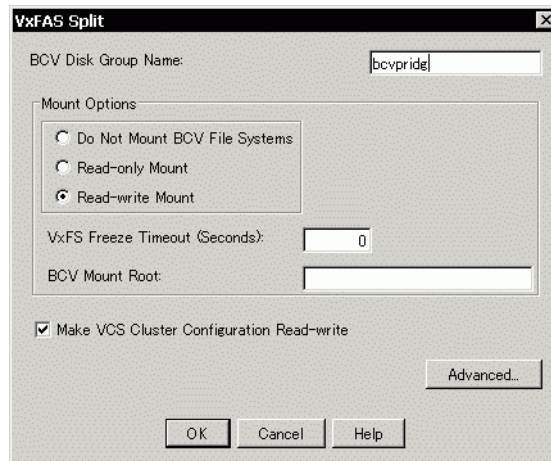 VxFAS Split
BCV Disk Group Name: bcvpridg
Mount Options
Do Not Mount BCV File Systems
Read-only Mount
Read-write Mount
VxFS Freeze Timeout (Seconds): 0
BCV Mount Root:
Make VCS Cluster Configuration Read-write
Advanced...
OK Cancel Help